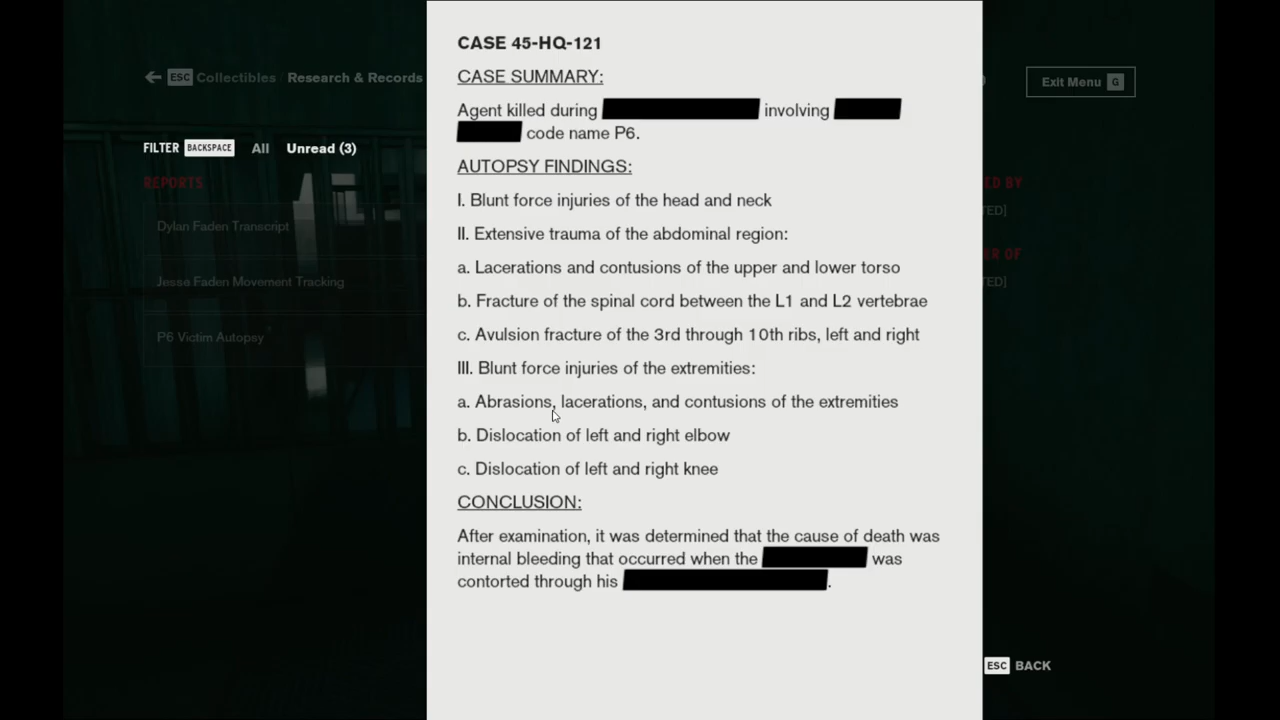 CASE 45-HQ-121
CASE SUMMARY:
Agent killed during involving
code name P6.
AUTOPSY FINDINGS:
I. Blunt force injuries of the head and neck
II. Extensive trauma of the abdominal region:
a. Lacerations and contusions of the upper and lower torso
b. Fracture of the spinal cord between the L1 and L2 vertebrae
c. Avulsion fracture of the 3rd through 10th ribs, left and right
III. Blunt force injuries of the extremities:
a. Abrasions, lacerations, and contusions of the extremities
b. Dislocation of left and right elbow
c. Dislocation of left and right knee
CONCLUSION:
After examination, it was determined that the cause of death was
internal bleeding that occurred when the was
contorted through his .
ESC Collectibles Research & Records
Exit Menu G
FILTER BACKSPACE All Unread (3)
REPORTS
Dylan Faden Transcript
Jesse Faden Movement Tracking
P6 Victim Autopsy
ED BY
TED]
R OF
TED]
ESC BACK